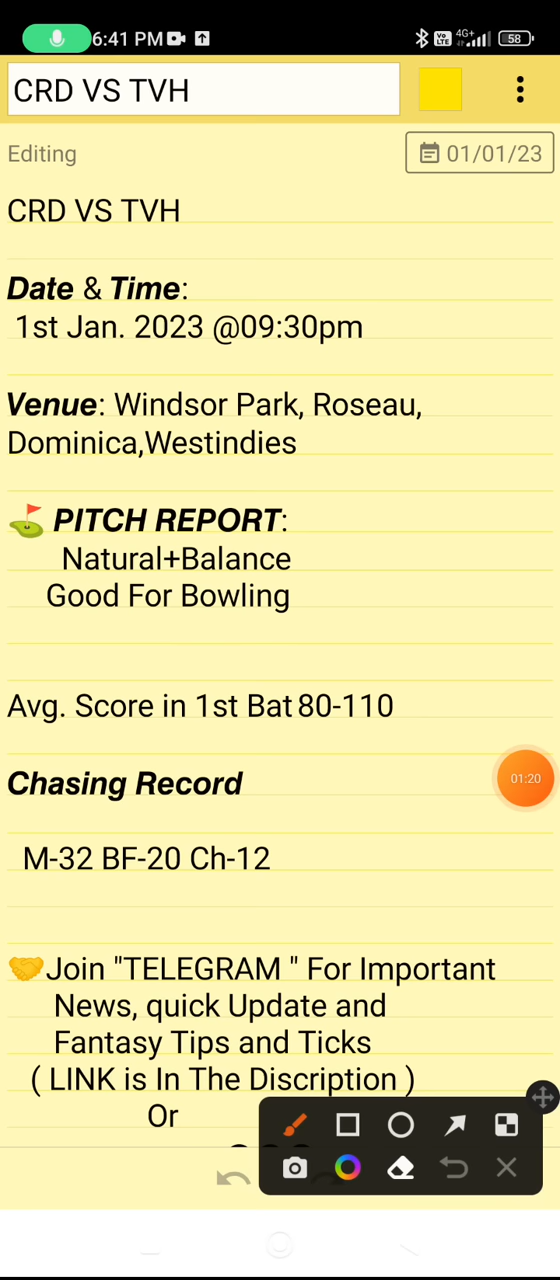 6:41 PM
Vo LTE 4G+ 58
CRD VS TVH
Editing
01/01/23
CRD VS TVH
Date & Time:
1st Jan. 2023 @09:30pm
Venue: Windsor Park, Roseau,
Dominica,Westindies
⛳ PITCH REPORT:
Natural+Balance
Good For Bowling
Avg. Score in 1st Bat 80-110
Chasing Record
01:20
M-32 BF-20 Ch-12
🤝Join "TELEGRAM " For Important
News, quick Update and
Fantasy Tips and Ticks
( LINK is In The Discription )
Or